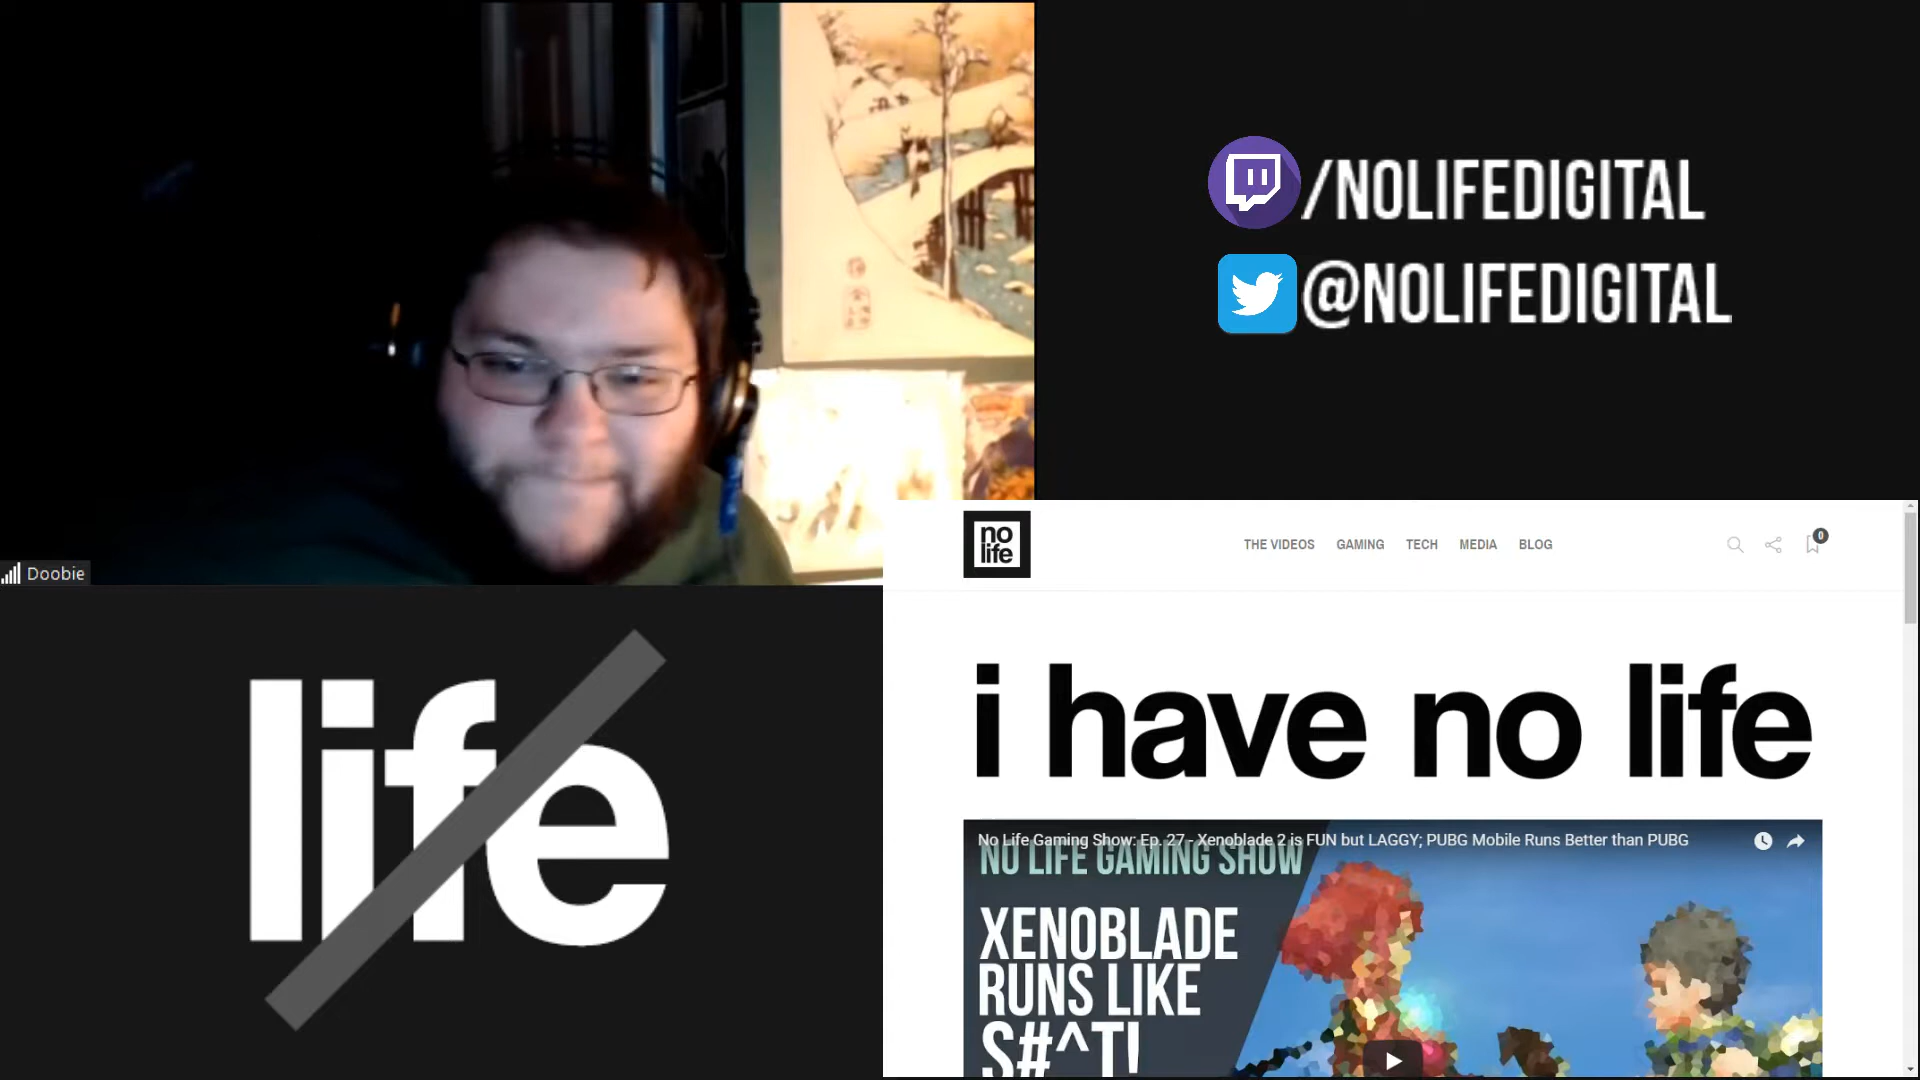 /NOLIFEDIGITAL
@NOLIFEDIGITAL
Doobie
life
no
life
THE VIDEOS GAMING TECH MEDIA BLOG
0
i have no life
No Life Gaming Show: Ep. 27 - Xenoblade 2 is FUN but LAGGY; PUBG Mobile Runs Better than PUBG
NO LIFE GAMING SHOW
XENOBLADE
RUNS LIKE
S#^T!